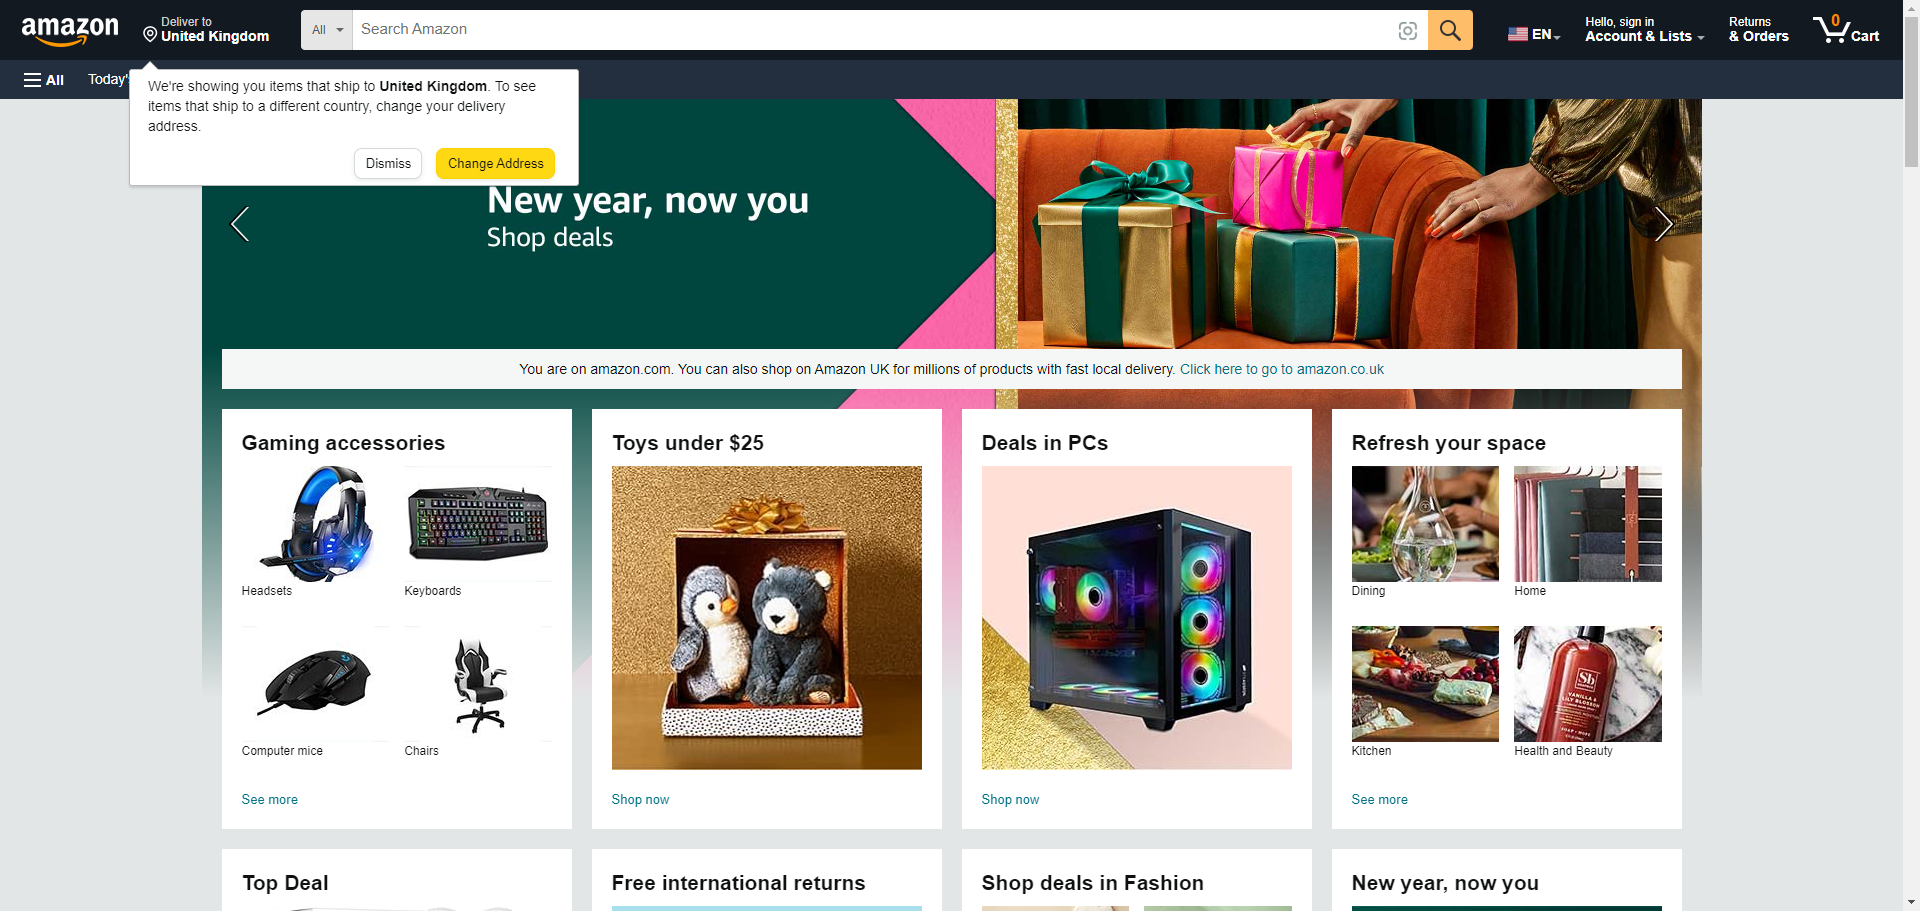 amazon
Deliver to
United Kingdom
All
Search Amazon
EN
Hello, sign in
Account & Lists
Returns
& Orders
0
Cart
All
Today's
We're showing you items that ship to United Kingdom. To see
items that ship to a different country, change your delivery
address.
Dismiss
Change Address
New year, now you
Shop deals
You are on amazon.com. You can also shop on Amazon UK for millions of products with fast local delivery. Click here to go to amazon.co.uk
Gaming accessories
Headsets
Keyboards
Computer mice
Chairs
See more
Toys under $25
Shop now
Deals in PCs
Shop now
Refresh your space
Dining
Home
Sb
VANILLA &
LILY BLOSSOM
Kitchen
Health and Beauty
See more
Top Deal
Free international returns
Shop deals in Fashion
New year, now you